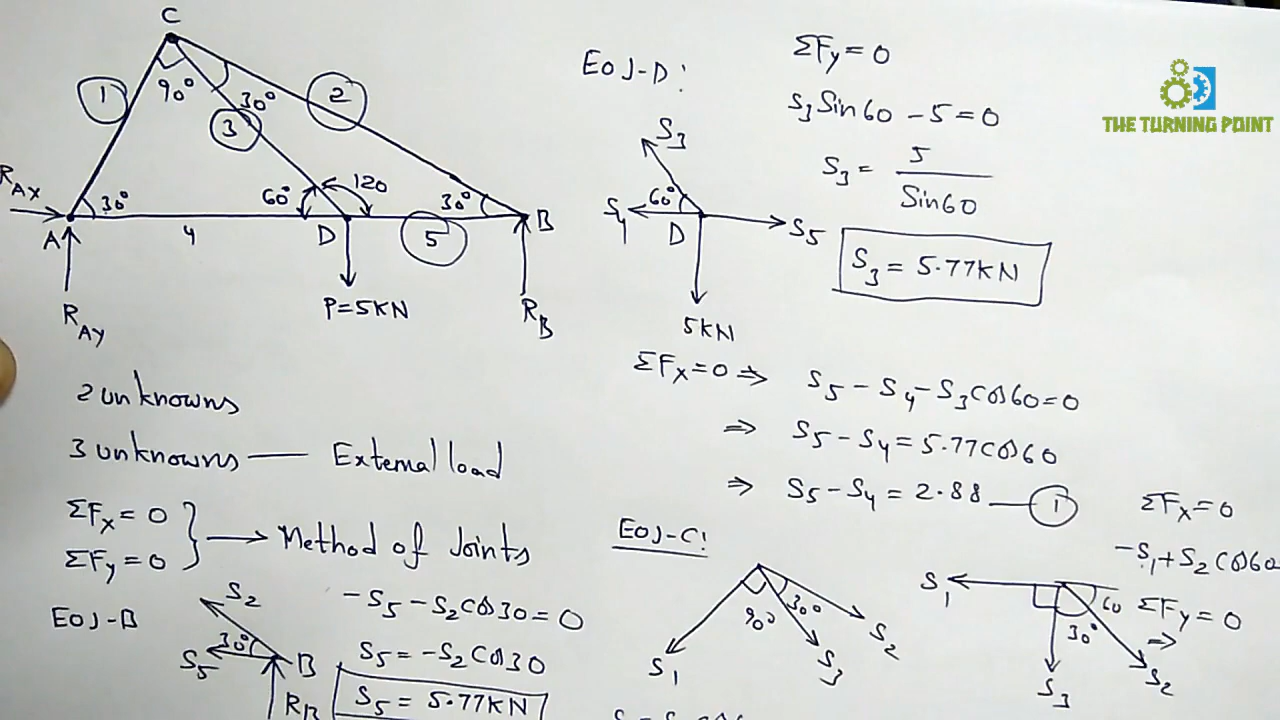 C
1
90°
30°
2
3
R_AX
30°
60°
120
30°
A
4
D
5
B
R_AY
P=5KN
R_B
2 unknowns
3 unknowns — External load
ΣFx = 0
ΣFy = 0
} → Method of Joints
EOJ-B
S2
30°
S5
B
R_B
-S5 - S2 Cos30 = 0
S5 = -S2 Cos30
S5 = 5.77KN
EOJ-D:
S3
60°
S4
D
S5
5KN
ΣFy = 0
S3 Sin60 - 5 = 0
S3 = 5 / Sin60
S3 = 5.77KN
ΣFx = 0 ⇒ S5 - S4 - S3 Cos60 = 0
⇒ S5 - S4 = 5.77 Cos60
⇒ S5 - S4 = 2.88 — 1
EOJ-C:
90°
30°
S1
S3
S2
S1
60
30°
S3
S2
ΣFx = 0
-S1 + S2 Cos60
ΣFy = 0
⇒
THE TURNING POINT